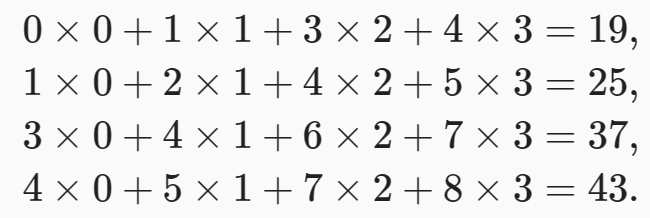 0 × 0 + 1 × 1 + 3 × 2 + 4 × 3 = 19,
1 × 0 + 2 × 1 + 4 × 2 + 5 × 3 = 25,
3 × 0 + 4 × 1 + 6 × 2 + 7 × 3 = 37,
4 × 0 + 5 × 1 + 7 × 2 + 8 × 3 = 43.